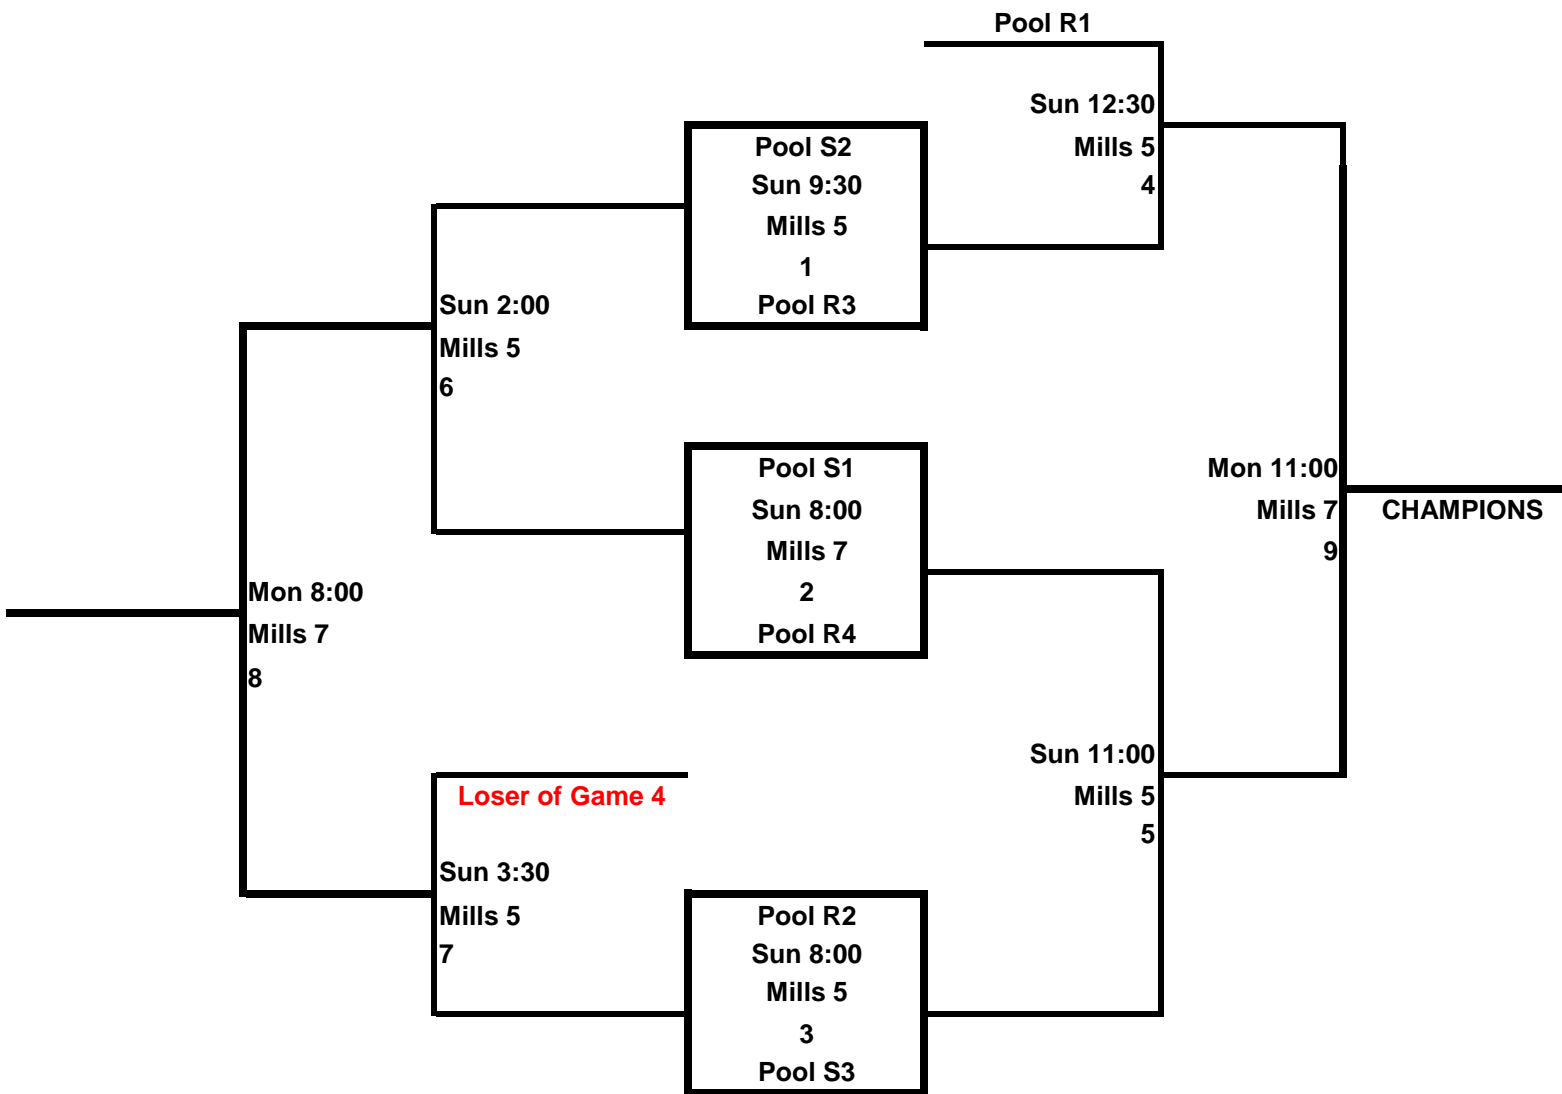 Pool R1
Sun 12:30
Mills 5
4
Pool S2
Sun 9:30
Mills 5
1
Pool R3
Sun 2:00
Mills 5
6
Pool S1
Sun 8:00
Mills 7
2
Pool R4
Mon 11:00
Mills 7
9
CHAMPIONS
Mon 8:00
Mills 7
8
Loser of Game 4
Sun 11:00
Mills 5
5
Sun 3:30
Mills 5
7
Pool R2
Sun 8:00
Mills 5
3
Pool S3